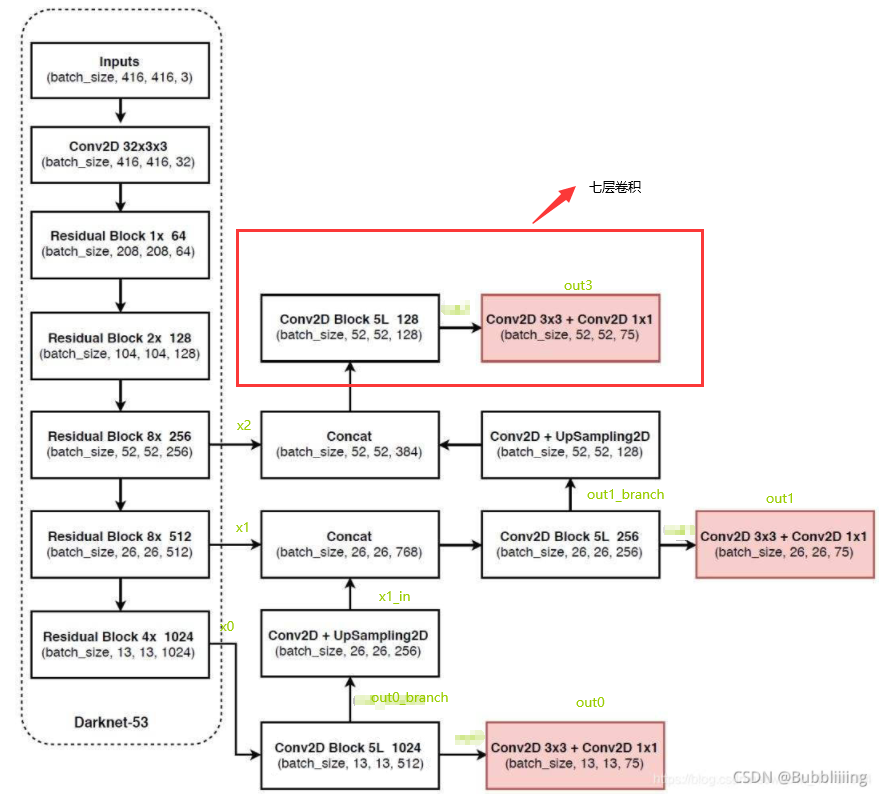 Inputs
(batch_size, 416, 416, 3)
Conv2D 32x3x3
(batch_size, 416, 416, 32)
Residual Block 1x 64
(batch_size, 208, 208, 64)
Residual Block 2x 128
(batch_size, 104, 104, 128)
Residual Block 8x 256
(batch_size, 52, 52, 256)
Residual Block 8x 512
(batch_size, 26, 26, 512)
Residual Block 4x 1024
(batch_size, 13, 13, 1024)
Darknet-53
七层卷积
out3
Conv2D Block 5L 128
(batch_size, 52, 52, 128)
Conv2D 3x3 + Conv2D 1x1
(batch_size, 52, 52, 75)
x2
Concat
(batch_size, 52, 52, 384)
Conv2D + UpSampling2D
(batch_size, 52, 52, 128)
out1_branch
out1
x1
Concat
(batch_size, 26, 26, 768)
Conv2D Block 5L 256
(batch_size, 26, 26, 256)
Conv2D 3x3 + Conv2D 1x1
(batch_size, 26, 26, 75)
x1_in
x0
Conv2D + UpSampling2D
(batch_size, 26, 26, 256)
out0_branch
out0
Conv2D Block 5L 1024
(batch_size, 13, 13, 512)
Conv2D 3x3 + Conv2D 1x1
(batch_size, 13, 13, 75)
CSDN @Bubbliiiing